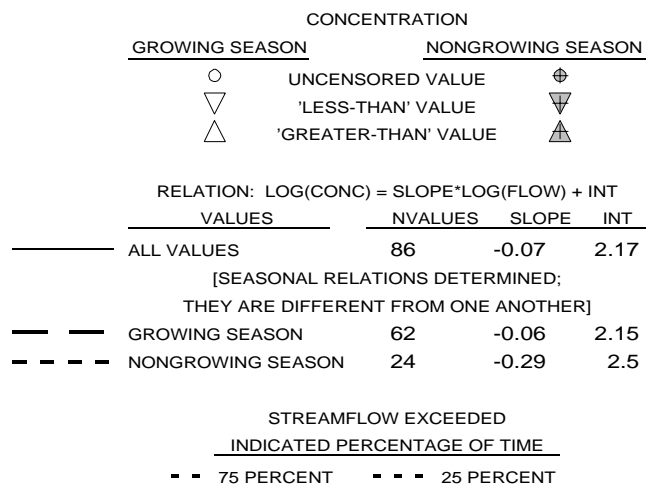 CONCENTRATION
GROWING SEASON NONGROWING SEASON
UNCENSORED VALUE
'LESS-THAN' VALUE
'GREATER-THAN' VALUE
RELATION: LOG(CONC) = SLOPE*LOG(FLOW) + INT
VALUES NVALUES SLOPE INT
ALL VALUES 86 -0.07 2.17
[SEASONAL RELATIONS DETERMINED;
THEY ARE DIFFERENT FROM ONE ANOTHER]
GROWING SEASON 62 -0.06 2.15
NONGROWING SEASON 24 -0.29 2.5
STREAMFLOW EXCEEDED
INDICATED PERCENTAGE OF TIME
75 PERCENT 25 PERCENT